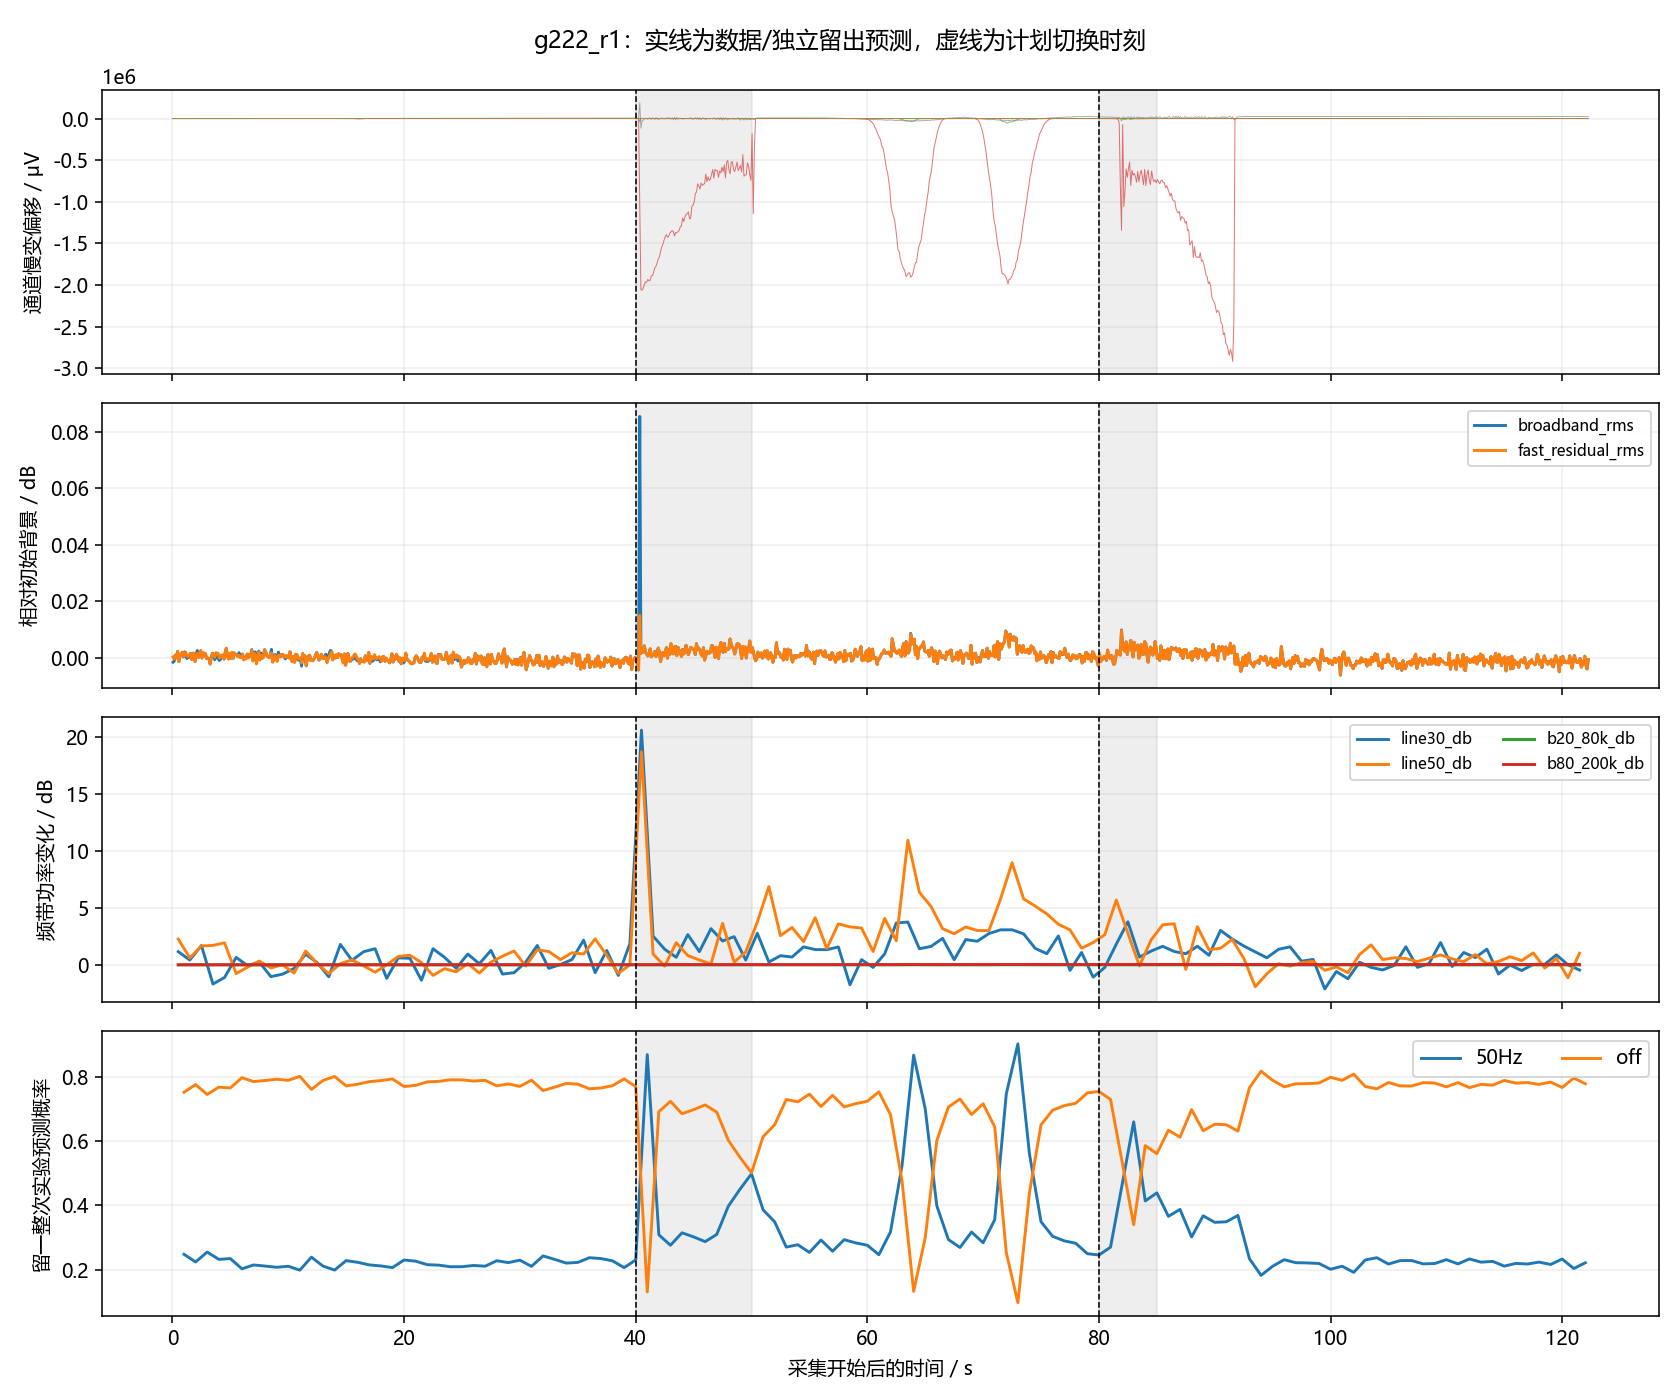 g222_r1：实线为数据/独立留出预测，虚线为计划切换时刻
1e6
通道慢变偏移 / μV
0.0
-0.5
-1.0
-1.5
-2.0
-2.5
-3.0
相对初始背景 / dB
0.08
0.06
0.04
0.02
0.00
broadband_rms
fast_residual_rms
频带功率变化 / dB
20
15
10
5
0
line30_db b20_80k_db
line50_db b80_200k_db
留一整次实验预测概率
0.8
0.6
0.4
0.2
50Hz off
0 20 40 60 80 100 120
采集开始后的时间 / s